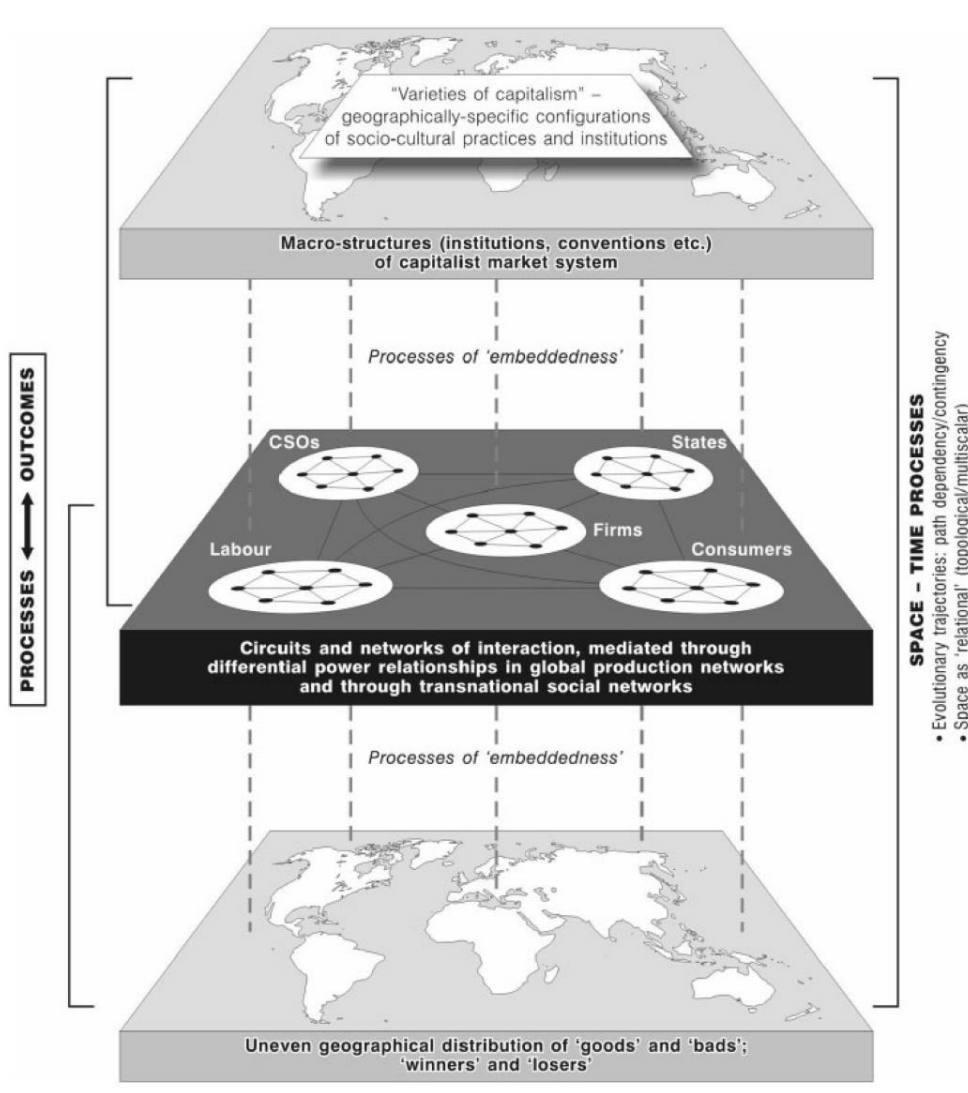 "Varieties of capitalism" –
geographically-specific configurations
of socio-cultural practices and institutions
Macro-structures (institutions, conventions etc.)
of capitalist market system
Processes of 'embeddedness'
PROCESSES ↔ OUTCOMES
CSOs
States
Firms
Labour
Consumers
Circuits and networks of interaction, mediated through
differential power relationships in global production networks
and through transnational social networks
SPACE – TIME PROCESSES
• Evolutionary trajectories: path dependency/contingency
• Space as 'relational' (topological/multiscalar)
Processes of 'embeddedness'
Uneven geographical distribution of 'goods' and 'bads';
'winners' and 'losers'